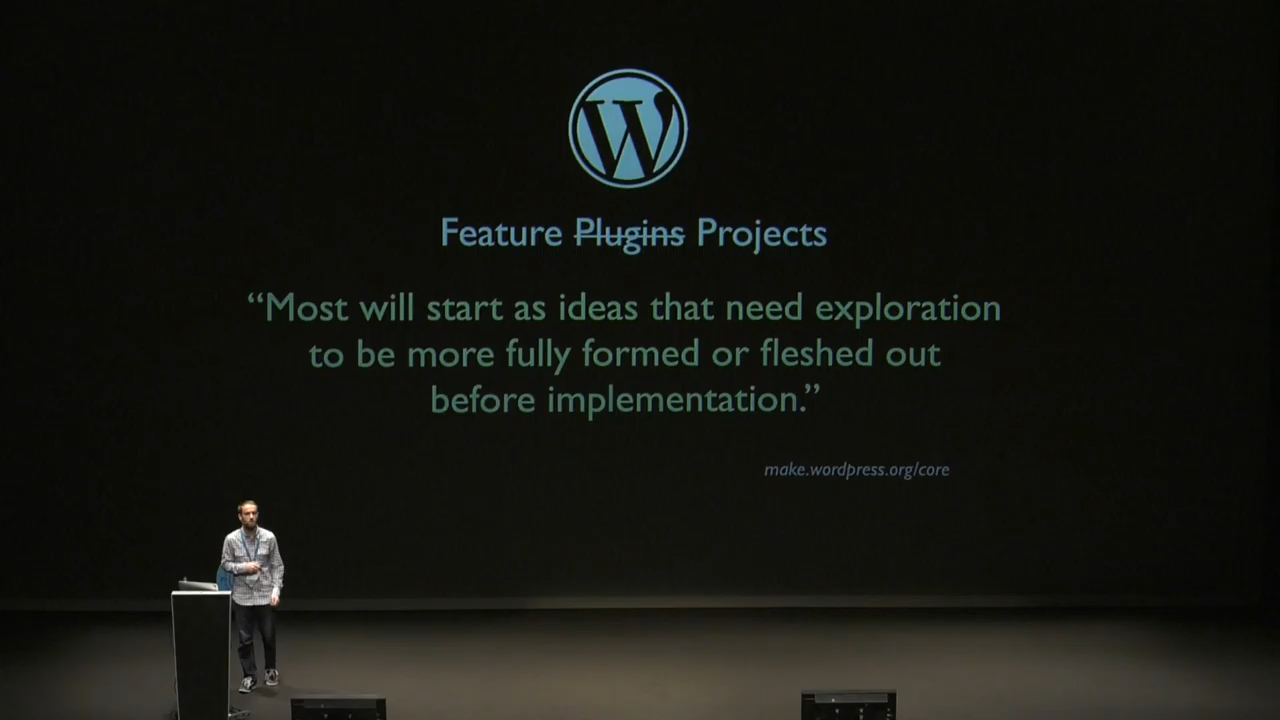 Feature Plugins Projects
“Most will start as ideas that need exploration
to be more fully formed or fleshed out
before implementation.”
make.wordpress.org/core